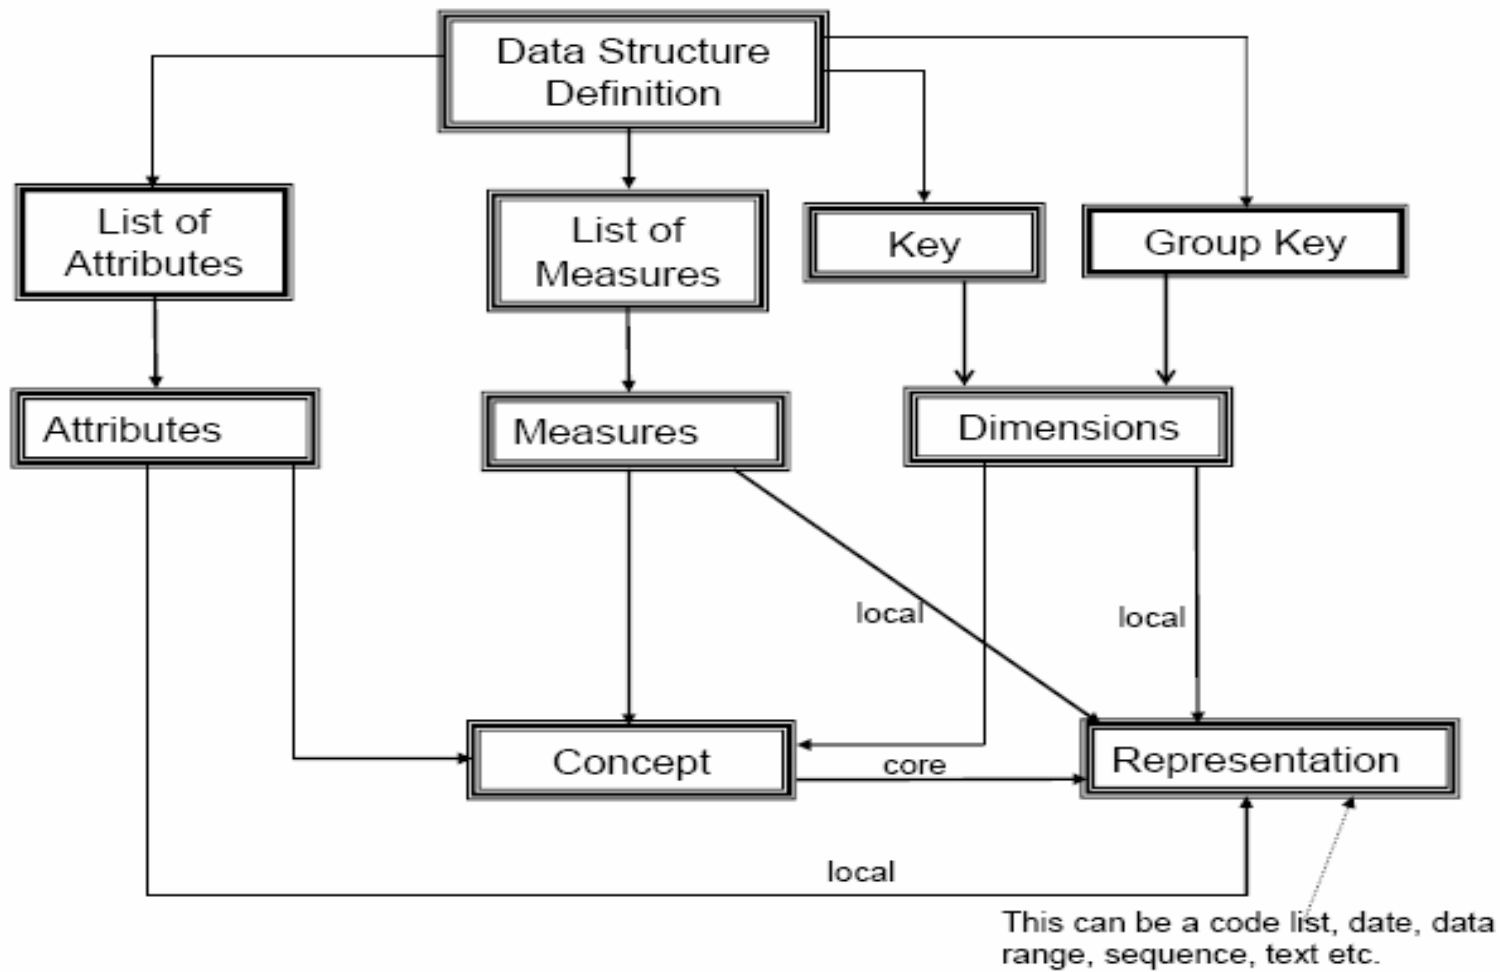 Data Structure
Definition
List of
Attributes
List of
Measures
Key
Group Key
Attributes
Measures
Dimensions
local
local
Concept
core
Representation
local
This can be a code list, date, data
range, sequence, text etc.